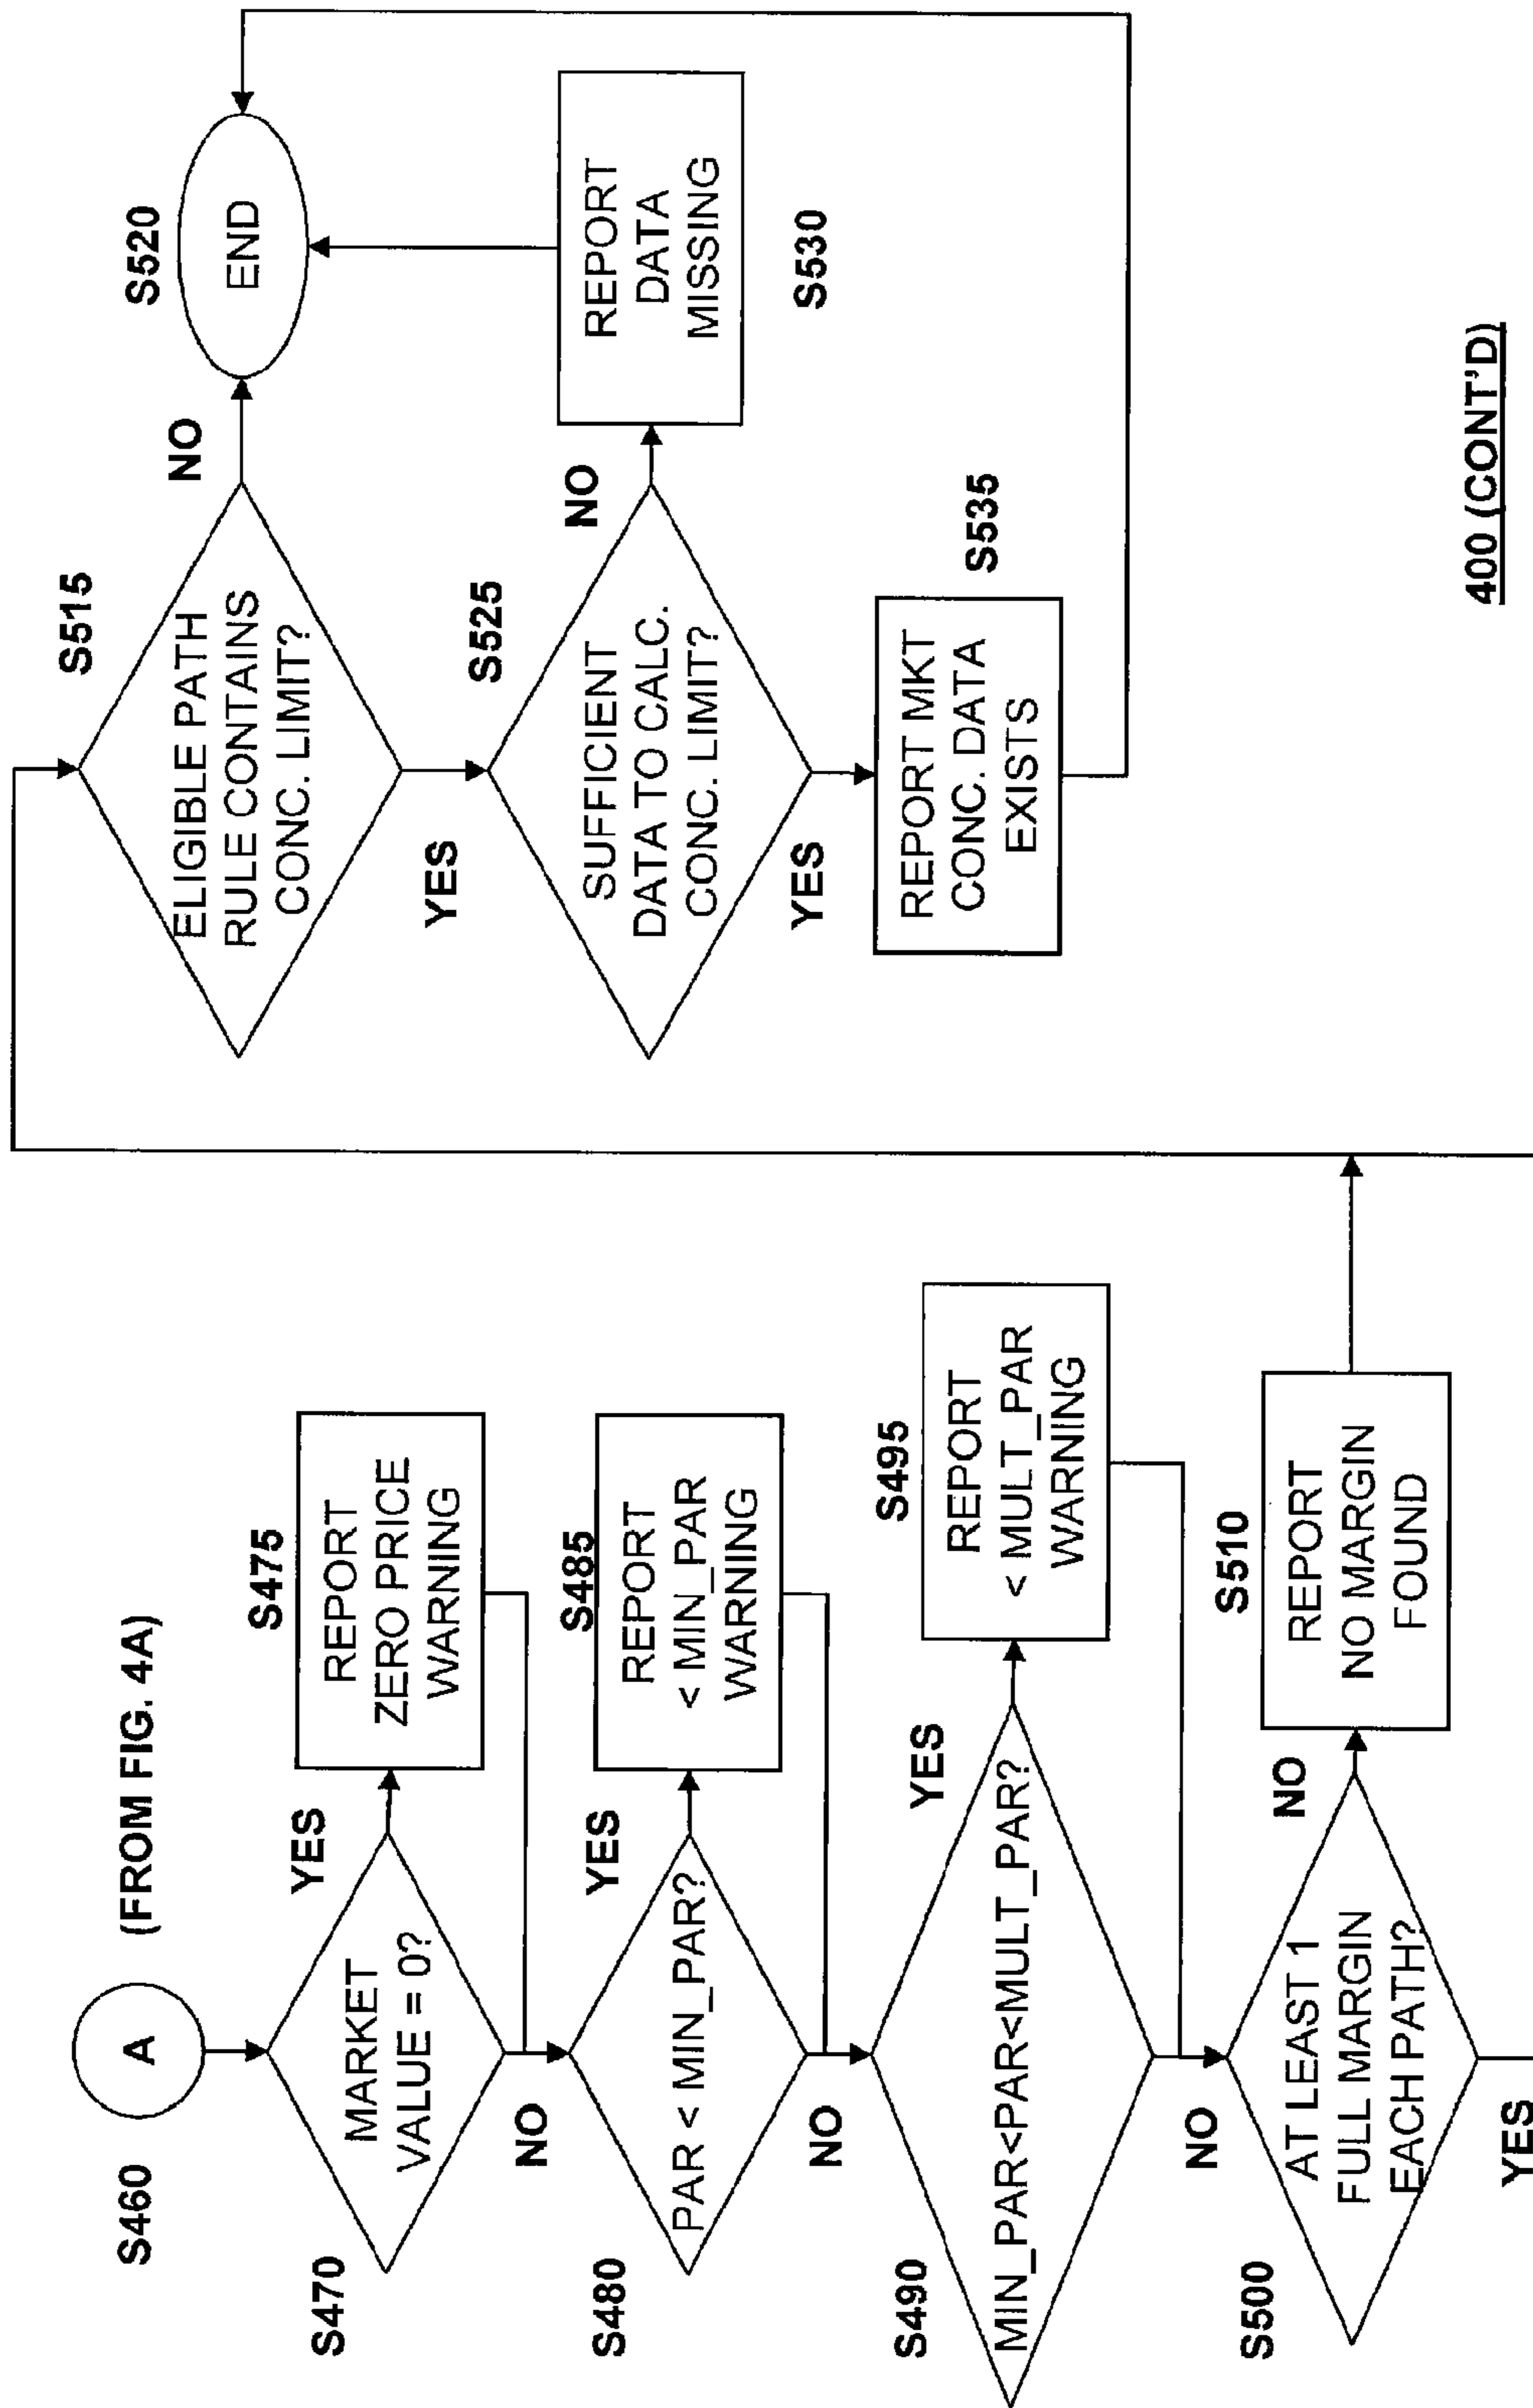 S460
A
(FROM FIG. 4A)
S470
MARKET
VALUE = 0?
YES
S475
REPORT
ZERO PRICE
WARNING
NO
S480
PAR < MIN_PAR?
YES
S485
REPORT
< MIN_PAR
WARNING
NO
S490
MIN_PAR<PAR<MULT_PAR?
YES
S495
REPORT
< MULT_PAR
WARNING
NO
S500
AT LEAST 1
FULL MARGIN
EACH PATH?
NO
S510
REPORT
NO MARGIN
FOUND
YES
S515
ELIGIBLE PATH
RULE CONTAINS
CONC. LIMIT?
NO
S520
END
YES
S525
SUFFICIENT
DATA TO CALC.
CONC. LIMIT?
NO
REPORT
DATA
MISSING
S530
YES
S535
REPORT MKT
CONC. DATA
EXISTS
400 (CONT'D)